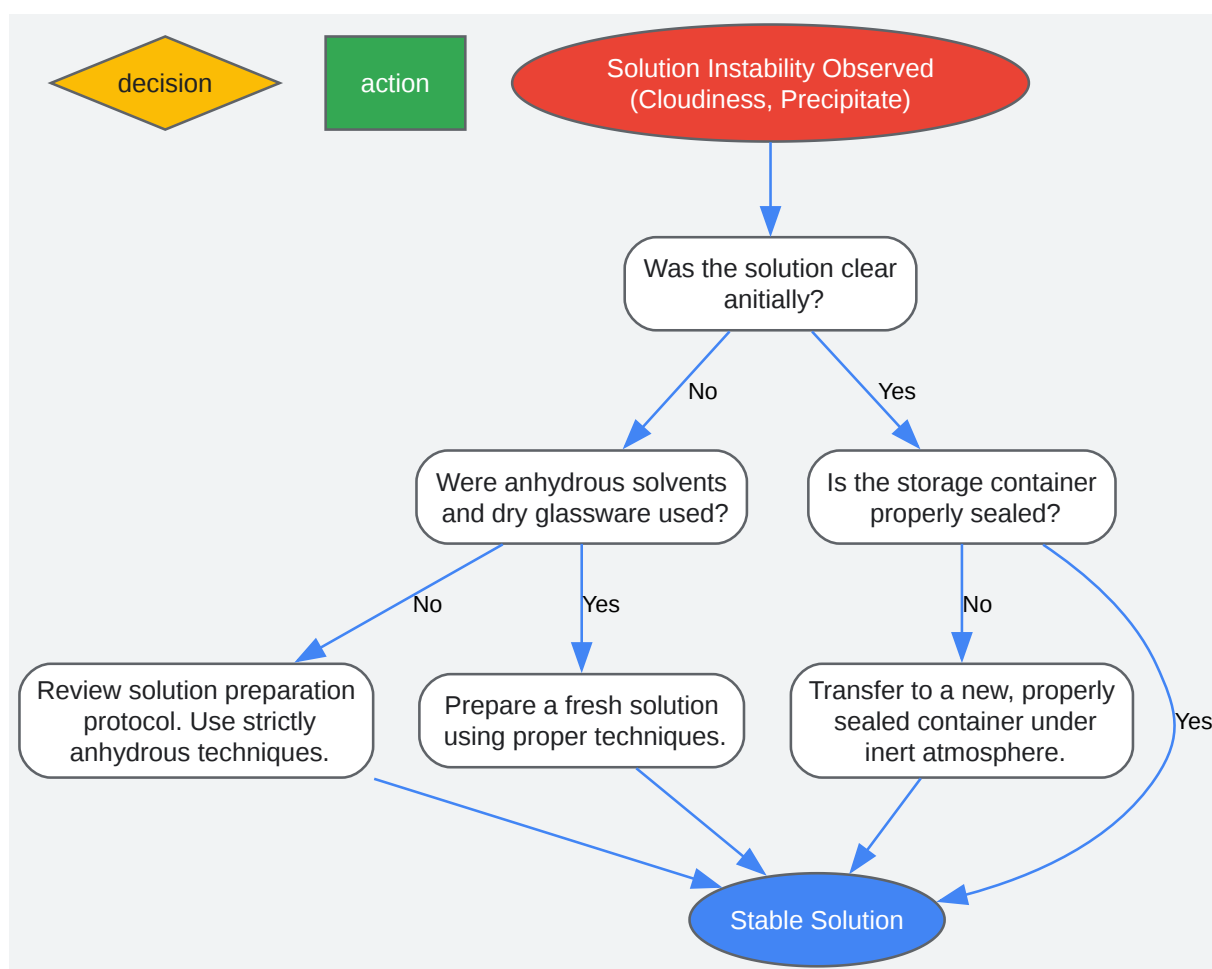 decision
action
Solution Instability Observed
(Cloudiness, Precipitate)
Was the solution clear
anitially?
No
Yes
Were anhydrous solvents
and dry glassware used?
Is the storage container
properly sealed?
No
Yes
No
Yes
Review solution preparation
protocol. Use strictly
anhydrous techniques.
Prepare a fresh solution
using proper techniques.
Transfer to a new, properly
sealed container under
inert atmosphere.
Stable Solution